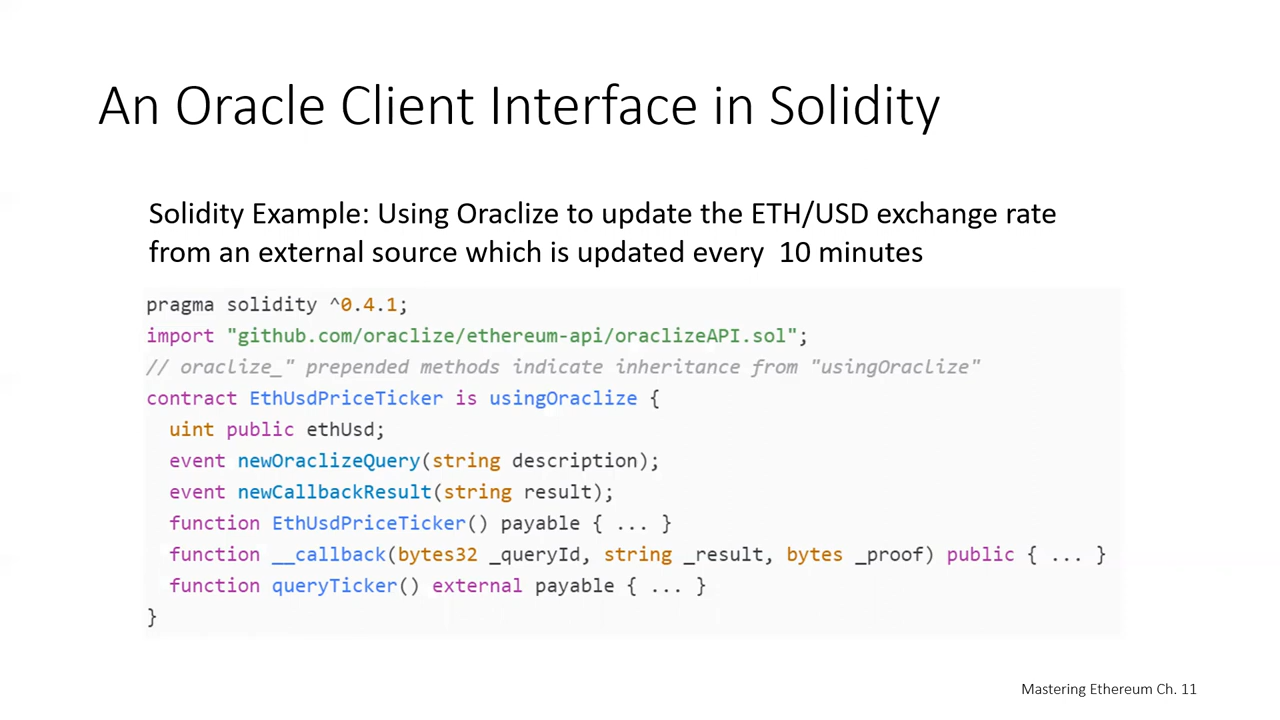 An Oracle Client Interface in Solidity
Solidity Example: Using Oraclize to update the ETH/USD exchange rate
from an external source which is updated every 10 minutes
pragma solidity ^0.4.1;
import "github.com/oraclize/ethereum-api/oraclizeAPI.sol";
// oraclize_" prepended methods indicate inheritance from "usingOraclize"
contract EthUsdPriceTicker is usingOraclize {
  uint public ethUsd;
  event newOraclizeQuery(string description);
  event newCallbackResult(string result);
  function EthUsdPriceTicker() payable { ... }
  function __callback(bytes32 _queryId, string _result, bytes _proof) public { ... }
  function queryTicker() external payable { ... }
}
Mastering Ethereum Ch. 11